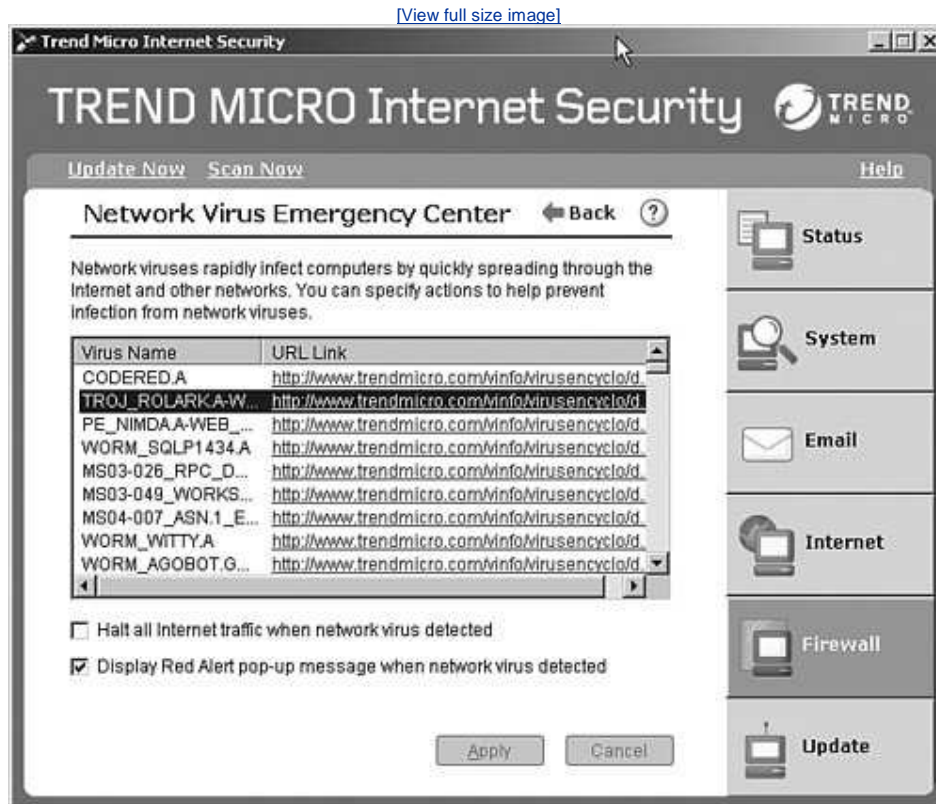 [View full size image]
Trend Micro Internet Security
TREND MICRO Internet Security
TREND MICRO
Update Now Scan Now Help
Network Virus Emergency Center Back ?
Network viruses rapidly infect computers by quickly spreading through the
Internet and other networks. You can specify actions to help prevent
infection from network viruses.
Virus Name URL Link
CODERED.A http://www.trendmicro.com/vinfo/virusencyclo/d
TROJ_ROLARK.A-W... http://www.trendmicro.com/vinfo/virusencyclo/d
PE_NIMDA.A-WEB_... http://www.trendmicro.com/vinfo/virusencyclo/d
WORM_SQLP1434.A http://www.trendmicro.com/vinfo/virusencyclo/d
MS03-026_RPC_D... http://www.trendmicro.com/vinfo/virusencyclo/d
MS03-049_WORKS... http://www.trendmicro.com/vinfo/virusencyclo/d
MS04-007_ASN.1_E... http://www.trendmicro.com/vinfo/virusencyclo/d
WORM_WITTY.A http://www.trendmicro.com/vinfo/virusencyclo/d
WORM_AGOBOT.G... http://www.trendmicro.com/vinfo/virusencyclo/d
Halt all Internet traffic when network virus detected
Display Red Alert pop-up message when network virus detected
Apply Cancel
Status
System
Email
Internet
Firewall
Update